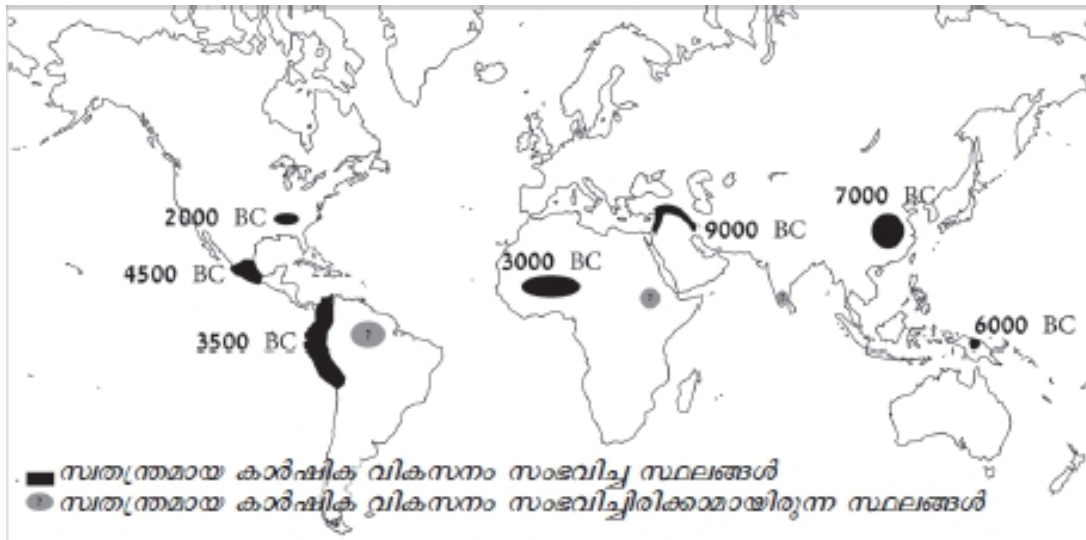 7000 BC
2000 BC
9000 BC
3000 BC
4500 BC
?
?
?
6000 BC
3500 BC
സ്വതന്ത്രമായ കാർഷിക വികസനം സംഭവിച്ച സ്ഥലങ്ങൾ
? സ്വതന്ത്രമായ കാർഷിക വികസനം സംഭവിച്ചിരിക്കാമായിരുന്ന സ്ഥലങ്ങൾ